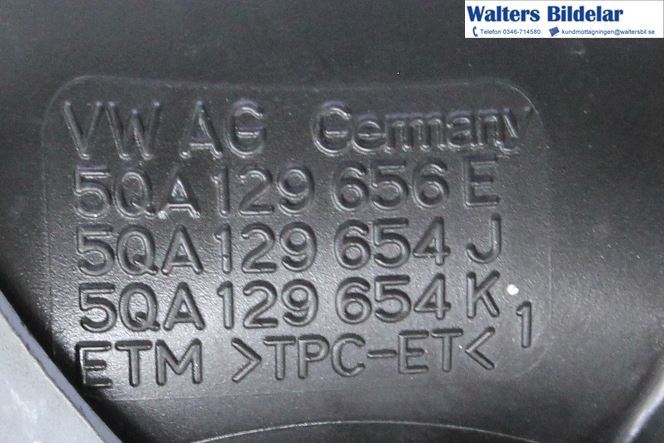 Walters Bildelar
Telefon 0346-714580 kundmottagningen@waltersbil.se
VW AG Germany
5QA 129 656 E
5QA 129 654 J
5QA 129 654 K
ETM >TPC-ET< 1